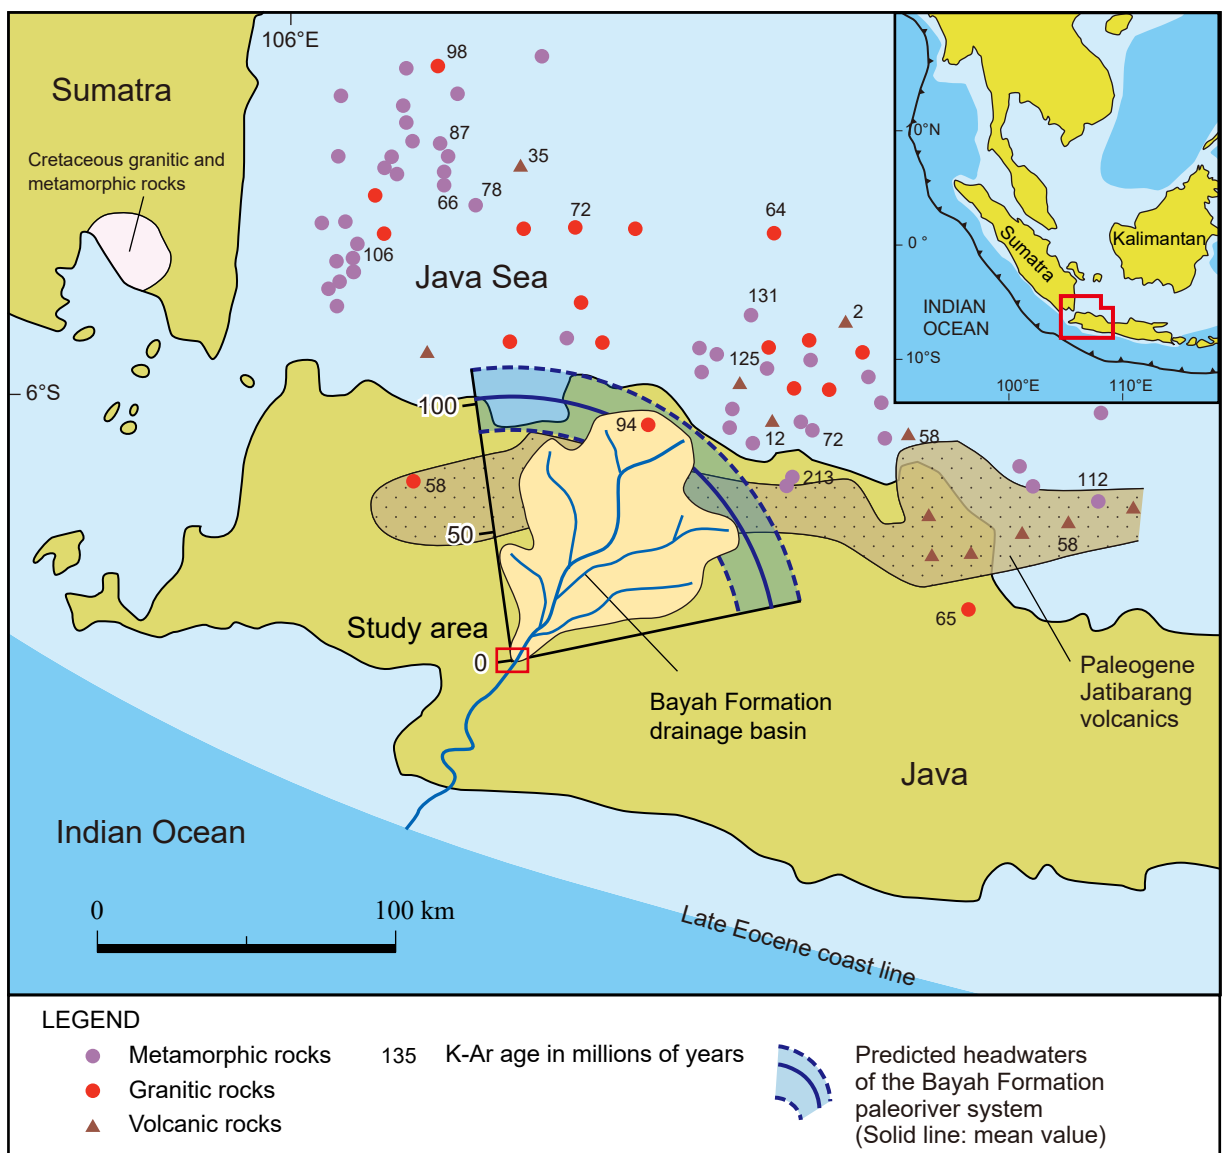 106°E
Sumatra
Cretaceous granitic and
metamorphic rocks
98
87
35
66
78
72
64
106
Java Sea
131
2
125
6°S
100
94
12
72
58
213
112
58
50
58
65
Study area
0
Paleogene
Jatibarang
volcanics
Bayah Formation
drainage basin
Java
Indian Ocean
0
100 km
Late Eocene coast line
10°N
0°
Sumatra
Kalimantan
INDIAN
OCEAN
10°S
100°E
110°E
LEGEND
Metamorphic rocks
Granitic rocks
Volcanic rocks
135
K-Ar age in millions of years
Predicted headwaters
of the Bayah Formation
paleoriver system
(Solid line: mean value)